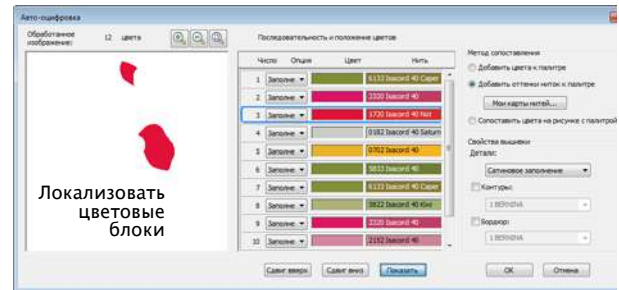 Авто-оцифровка
Обработанное
изображение:
12 цвета
Последовательность и положение цветов
Число Опция Цвет Нить
1 Заполне 6133 Isacord 40 Caper
2 Заполне 2320 Isacord 40
3 Заполне 1720 Isacord 40 Not
4 Заполне 0182 Isacord 40 Saturn
5 Заполне 0702 Isacord 40
6 Заполне 5833 Isacord 40
7 Заполне 6133 Isacord 40 Caper
8 Заполне 5822 Isacord 40 Kiwi
9 Заполне 2320 Isacord 40
10 Заполне 2152 Isacord 40
Локализовать
цветовые
блоки
Метод сопоставления
Добавить цвета к палитре
Добавить оттенки ниток к палитре
Мои карты нитей...
Сопоставить цвета на рисунке с палитрой
Свойства вышивки
Детали:
Сатиновое заполнение
Контуры:
1 BERNINA
Бордюр:
1 BERNINA
Сдвиг вверх Сдвиг вниз Показать OK Отмена